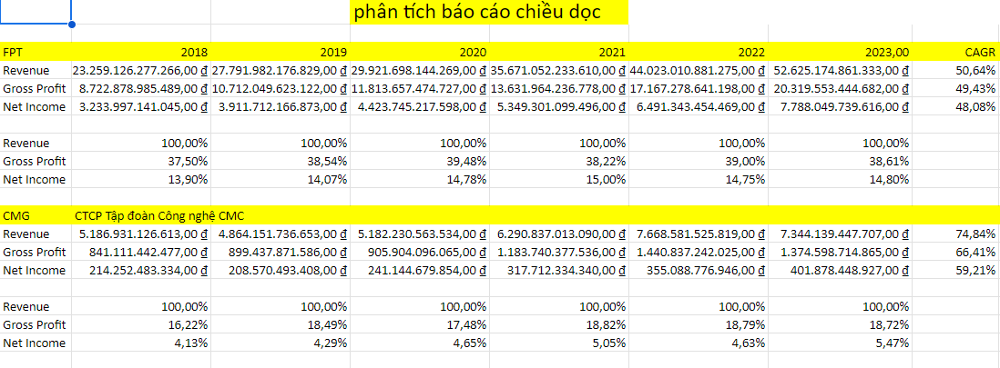 phân tích báo cáo chiều dọc
FPT 2018 2019 2020 2021 2022 2023,00 CAGR
Revenue 23.259.126.277.266,00 ₫ 27.791.982.176.829,00 ₫ 29.921.698.144.269,00 ₫ 35.671.052.233.610,00 ₫ 44.023.010.881.275,00 ₫ 52.625.174.861.333,00 ₫ 50,64%
Gross Profit 8.722.878.985.489,00 ₫ 10.712.049.623.122,00 ₫ 11.813.657.474.727,00 ₫ 13.631.964.236.778,00 ₫ 17.167.278.641.198,00 ₫ 20.319.553.444.682,00 ₫ 49,43%
Net Income 3.233.997.141.045,00 ₫ 3.911.712.166.873,00 ₫ 4.423.745.217.598,00 ₫ 5.349.301.099.496,00 ₫ 6.491.343.454.469,00 ₫ 7.788.049.739.616,00 ₫ 48,08%
Revenue 100,00% 100,00% 100,00% 100,00% 100,00% 100,00%
Gross Profit 37,50% 38,54% 39,48% 38,22% 39,00% 38,61%
Net Income 13,90% 14,07% 14,78% 15,00% 14,75% 14,80%
CMG CTCP Tập đoàn Công nghệ CMC
Revenue 5.186.931.126.613,00 ₫ 4.864.151.736.653,00 ₫ 5.182.230.563.534,00 ₫ 6.290.837.013.090,00 ₫ 7.668.581.525.819,00 ₫ 7.344.139.447.707,00 ₫ 74,84%
Gross Profit 841.111.442.477,00 ₫ 899.437.871.586,00 ₫ 905.904.096.065,00 ₫ 1.183.740.377.536,00 ₫ 1.440.837.242.025,00 ₫ 1.374.598.714.865,00 ₫ 66,41%
Net Income 214.252.483.334,00 ₫ 208.570.493.408,00 ₫ 241.144.679.854,00 ₫ 317.712.334.340,00 ₫ 355.088.776.946,00 ₫ 401.878.448.927,00 ₫ 59,21%
Revenue 100,00% 100,00% 100,00% 100,00% 100,00% 100,00%
Gross Profit 16,22% 18,49% 17,48% 18,82% 18,79% 18,72%
Net Income 4,13% 4,29% 4,65% 5,05% 4,63% 5,47%